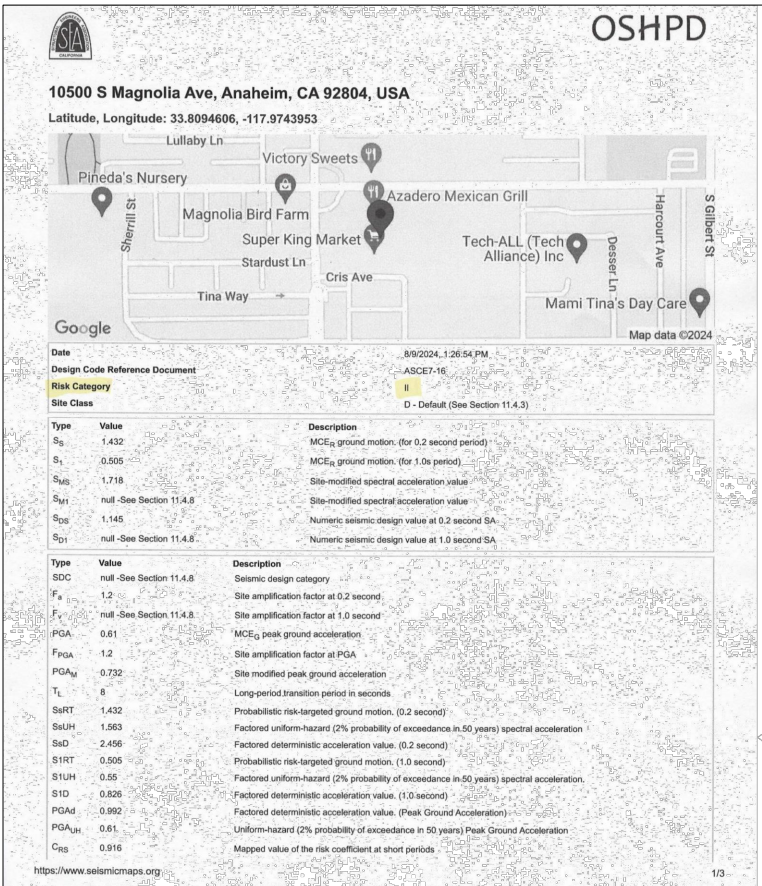 SEA
CALIFORNIA
OSHPD
10500 S Magnolia Ave, Anaheim, CA 92804, USA
Latitude, Longitude: 33.8094606, -117.9743953
Lullaby Ln
Victory Sweets
Pineda's Nursery
Azadero Mexican Grill
Magnolia Bird Farm
Sherrill St
Harcourt Ave
S Gilbert St
Super King Market
Tech-ALL (Tech
Alliance) Inc
Desser Ln
Stardust Ln
Cris Ave
Tina Way
Mami Tina's Day Care
Google
Map data ©2024
Date 8/9/2024, 1:26:54 PM
Design Code Reference Document ASCE7-16
Risk Category II
Site Class D - Default (See Section 11.4.3)
Type Value Description
SS 1.432 MCER ground motion. (for 0.2 second period)
S1 0.505 MCER ground motion. (for 1.0s period)
SMS 1.718 Site-modified spectral acceleration value
SM1 null -See Section 11.4.8 Site-modified spectral acceleration value
SDS 1.145 Numeric seismic design value at 0.2 second SA
SD1 null -See Section 11.4.8 Numeric seismic design value at 1.0 second SA
Type Value Description
SDC null -See Section 11.4.8 Seismic design category
Fa 1.2 Site amplification factor at 0.2 second
Fv null -See Section 11.4.8 Site amplification factor at 1.0 second
PGA 0.61 MCEG peak ground acceleration
FPGA 1.2 Site amplification factor at PGA
PGAM 0.732 Site modified peak ground acceleration
TL 8 Long-period transition period in seconds
SsRT 1.432 Probabilistic risk-targeted ground motion. (0.2 second)
SsUH 1.563 Factored uniform-hazard (2% probability of exceedance in 50 years) spectral acceleration
SsD 2.456 Factored deterministic acceleration value. (0.2 second)
S1RT 0.505 Probabilistic risk-targeted ground motion. (1.0 second)
S1UH 0.55 Factored uniform-hazard (2% probability of exceedance in 50 years) spectral acceleration.
S1D 0.826 Factored deterministic acceleration value. (1.0 second)
PGAd 0.992 Factored deterministic acceleration value. (Peak Ground Acceleration)
PGAUH 0.61 Uniform-hazard (2% probability of exceedance in 50 years) Peak Ground Acceleration
CRS 0.916 Mapped value of the risk coefficient at short periods
https://www.seismicmaps.org 1/3